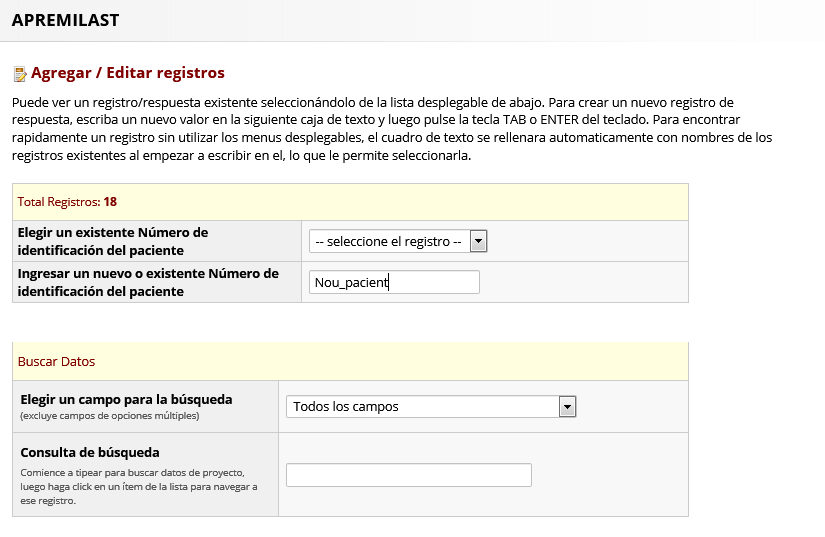 APREMILAST
Agregar / Editar registros
Puede ver un registro/respuesta existente seleccionándolo de la lista desplegable de abajo. Para crear un nuevo registro de
respuesta, escriba un nuevo valor en la siguiente caja de texto y luego pulse la tecla TAB o ENTER del teclado. Para encontrar
rapidamente un registro sin utilizar los menus desplegables, el cuadro de texto se rellenara automaticamente con nombres de los
registros existentes al empezar a escribir en el, lo que le permite seleccionarla.
Total Registros: 18
Elegir un existente Número de
identificación del paciente
-- seleccione el registro --
Ingresar un nuevo o existente Número de
identificación del paciente
Nou_pacient
Buscar Datos
Elegir un campo para la búsqueda
(excluye campos de opciones múltiples)
Todos los campos
Consulta de búsqueda
Comience a tipear para buscar datos de proyecto,
luego haga click en un ítem de la lista para navegar a
ese registro.